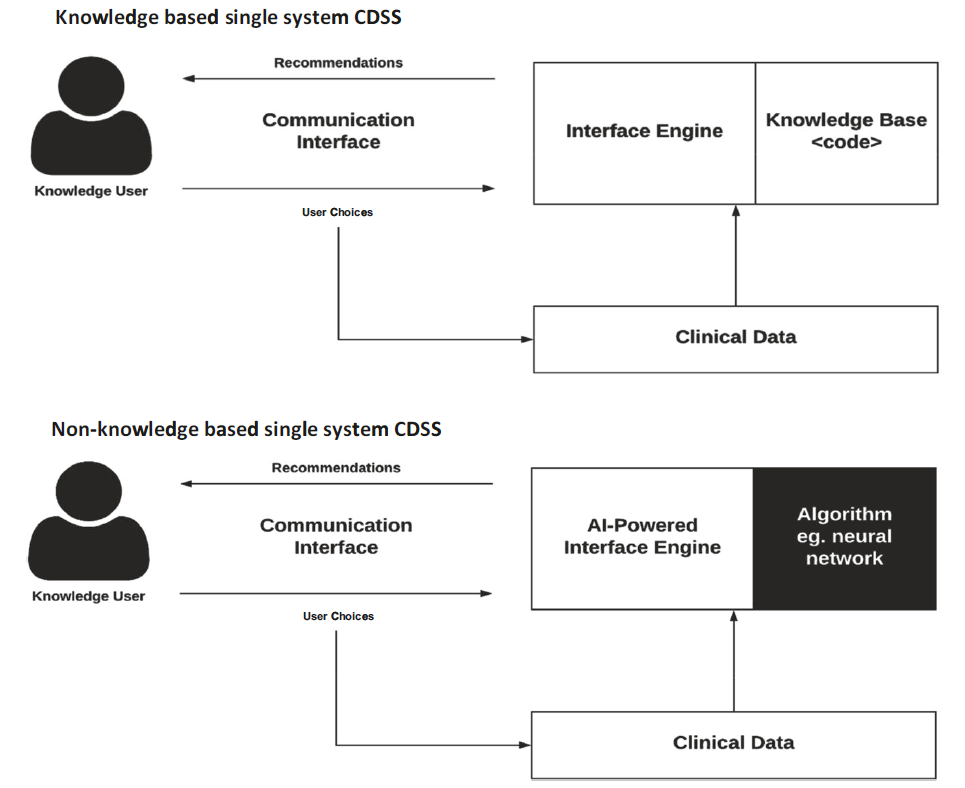 Knowledge based single system CDSS
Recommendations
Communication
Interface
Knowledge User
User Choices
Interface Engine
Knowledge Base
<code>
Clinical Data
Non-knowledge based single system CDSS
Recommendations
Communication
Interface
Knowledge User
User Choices
AI-Powered
Interface Engine
Algorithm
eg. neural
network
Clinical Data